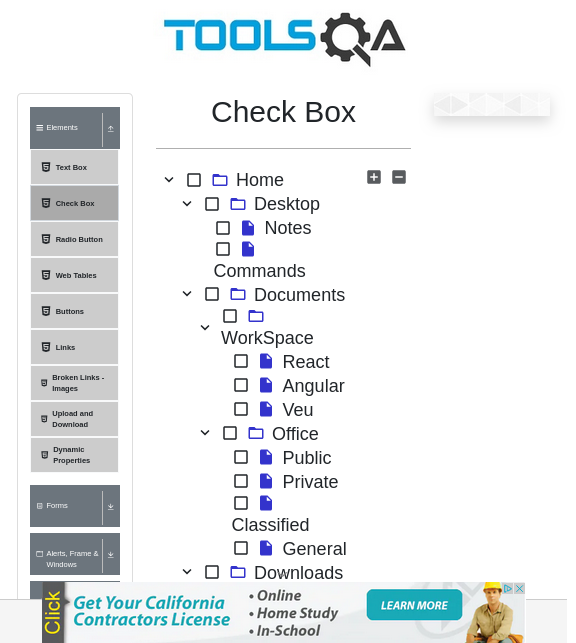 TOOLSQA
Check Box
Elements
Text Box
Check Box
Radio Button
Web Tables
Buttons
Links
Broken Links -
Images
Upload and
Download
Dynamic
Properties
Forms
Alerts, Frame &
Windows
Home
Desktop
Notes
Commands
Documents
WorkSpace
React
Angular
Veu
Office
Public
Private
Classified
General
Downloads
Click
Get Your California
Contractors License
• Online
• Home Study
• In-School
LEARN MORE